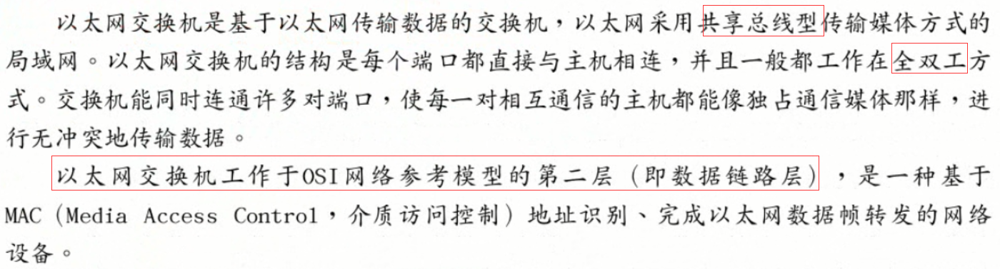 以太网交换机是基于以太网传输数据的交换机，以太网采用共享总线型传输媒体方式的
局域网。以太网交换机的结构是每个端口都直接与主机相连，并且一般都工作在全双工方
式。交换机能同时连通许多对端口，使每一对相互通信的主机都能像独占通信媒体那样，进
行无冲突地传输数据。
以太网交换机工作于OSI网络参考模型的第二层（即数据链路层），是一种基于
MAC（Media Access Control，介质访问控制）地址识别、完成以太网数据帧转发的网络
设备。